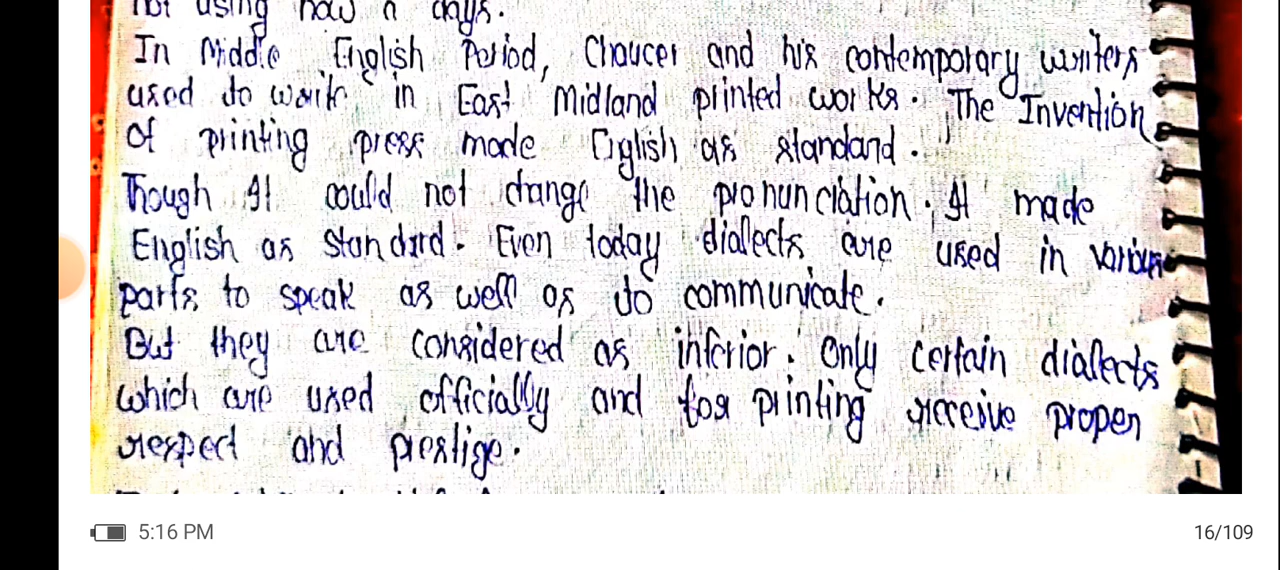 not using now a days.
In Middle English Period, Chaucer and his contemporary writers
used to write in East Midland printed works. The Invention
Of printing press made English as standard.
Though It could not change the pronunciation. It made
English as Standard. Even today dialects are used in various
parts to speak as well as to communicate.
But they are considered as inferior. Only certain dialects
which are used officially and for printing receive proper
respect and prestige.
5:16 PM
16/109